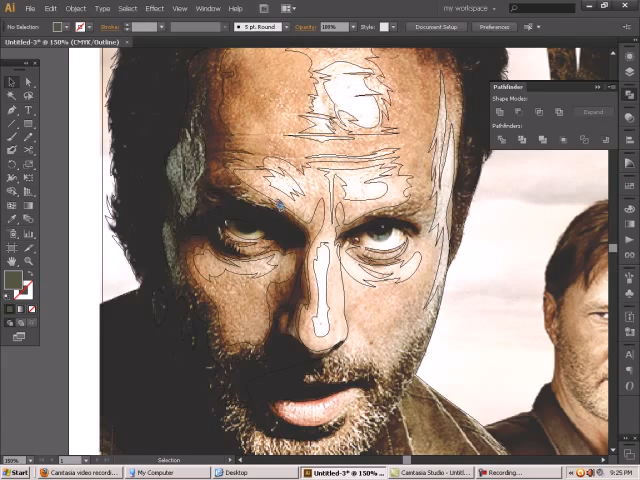 Ai File Edit Object Type Select Effect View Window Help my workspace
No Selection Stroke: 5 pt. Round Opacity: 100% Style: Document Setup Preferences
Untitled-3* @ 150% (CMYK/Outline) ×
Pathfinder
Shape Modes:
Expand
Pathfinders:
1 Selection
Start Camtasia video recordi... My Computer Desktop Untitled-3* @ 150% ... Camtasia Studio - Untitl... Recording... 9:25 PM